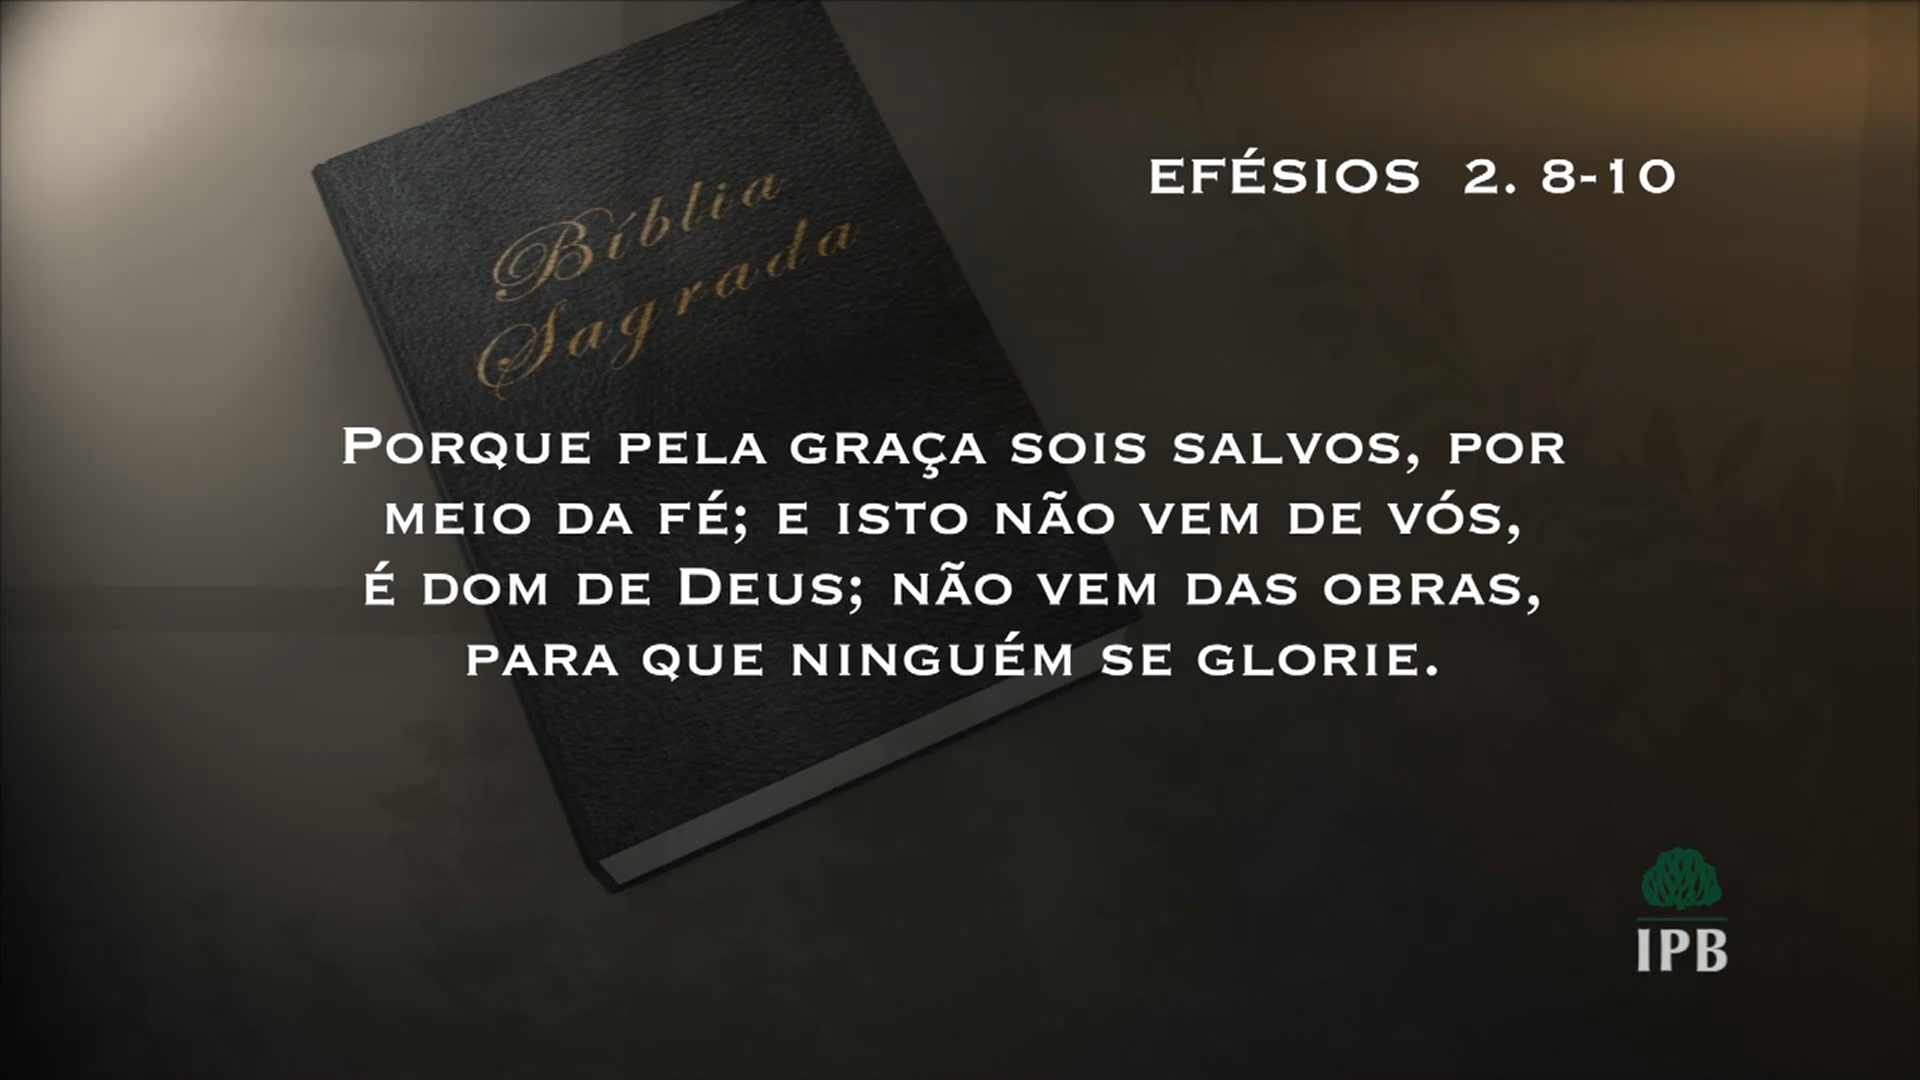 Bíblia
Sagrada
EFÉSIOS 2. 8-10
PORQUE PELA GRAÇA SOIS SALVOS, POR
MEIO DA FÉ; E ISTO NÃO VEM DE VÓS,
É DOM DE DEUS; NÃO VEM DAS OBRAS,
PARA QUE NINGUÉM SE GLORIE.
IPB